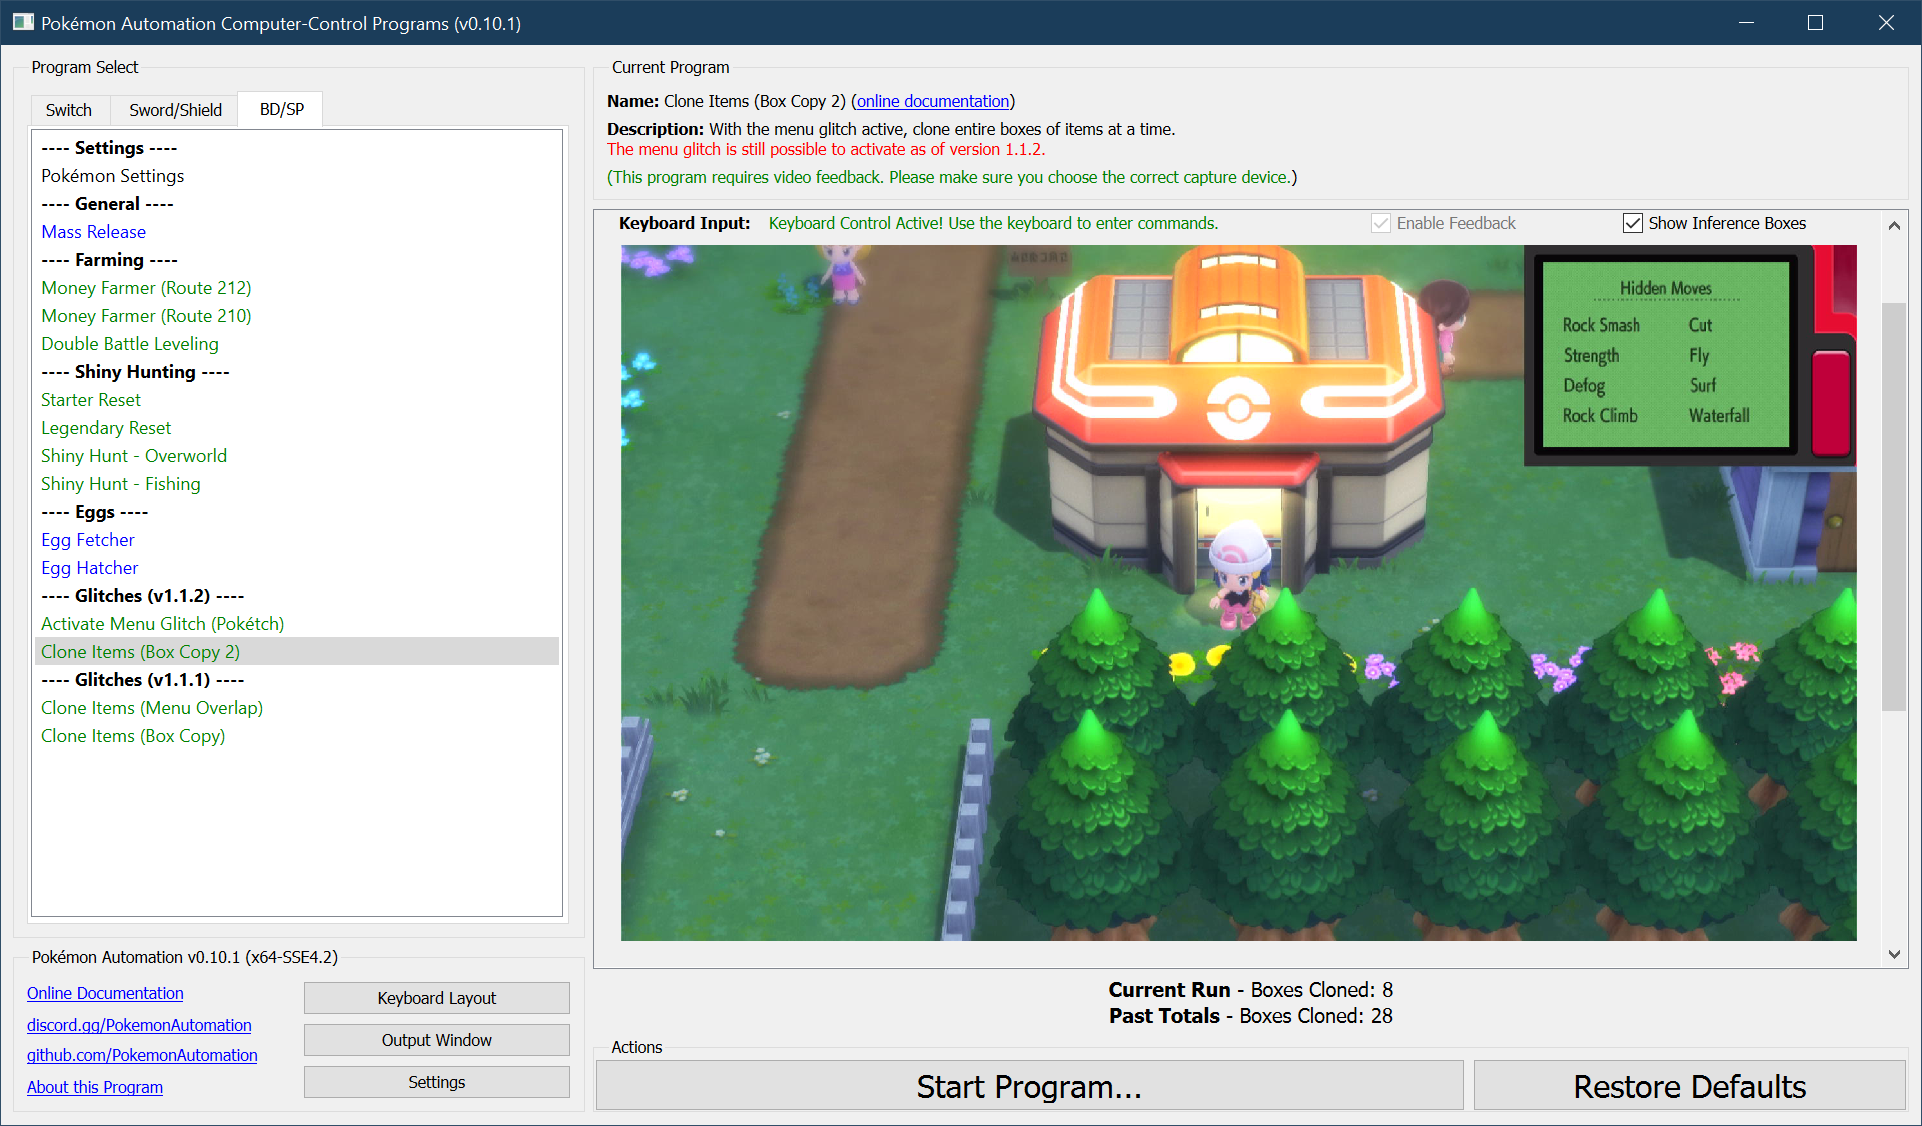 Pokémon Automation Computer-Control Programs (v0.10.1)
Program Select
Switch
Sword/Shield
BD/SP
---- Settings ----
Pokémon Settings
---- General ----
Mass Release
---- Farming ----
Money Farmer (Route 212)
Money Farmer (Route 210)
Double Battle Leveling
---- Shiny Hunting ----
Starter Reset
Legendary Reset
Shiny Hunt - Overworld
Shiny Hunt - Fishing
---- Eggs ----
Egg Fetcher
Egg Hatcher
---- Glitches (v1.1.2) ----
Activate Menu Glitch (Pokétch)
Clone Items (Box Copy 2)
---- Glitches (v1.1.1) ----
Clone Items (Menu Overlap)
Clone Items (Box Copy)
Pokémon Automation v0.10.1 (x64-SSE4.2)
Online Documentation
discord.gg/PokemonAutomation
github.com/PokemonAutomation
About this Program
Keyboard Layout
Output Window
Settings
Current Program
Name: Clone Items (Box Copy 2) (online documentation)
Description: With the menu glitch active, clone entire boxes of items at a time.
The menu glitch is still possible to activate as of version 1.1.2.
(This program requires video feedback. Please make sure you choose the correct capture device.)
Keyboard Input: Keyboard Control Active! Use the keyboard to enter commands.
Enable Feedback
Show Inference Boxes
Hidden Moves
Rock Smash Cut
Strength Fly
Defog Surf
Rock Climb Waterfall
Current Run - Boxes Cloned: 8
Past Totals - Boxes Cloned: 28
Actions
Start Program...
Restore Defaults